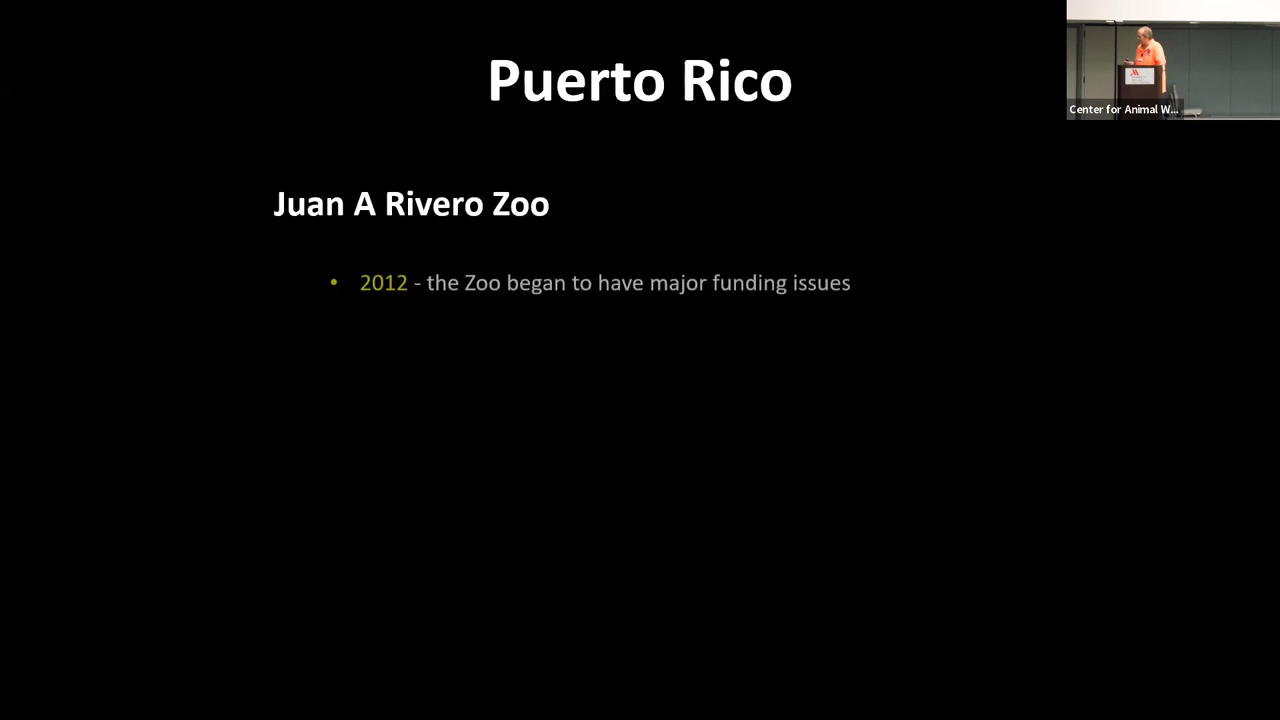 Puerto Rico
Center for Animal W...
Juan A Rivero Zoo
• 2012 - the Zoo began to have major funding issues